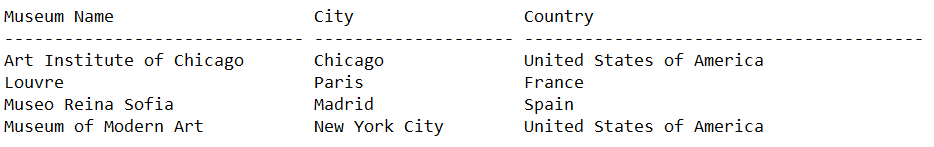 Museum Name                    City                 Country
------------------------------ -------------------- ----------------------------------------
Art Institute of Chicago       Chicago              United States of America
Louvre                         Paris                France
Museo Reina Sofia              Madrid               Spain
Museum of Modern Art           New York City        United States of America